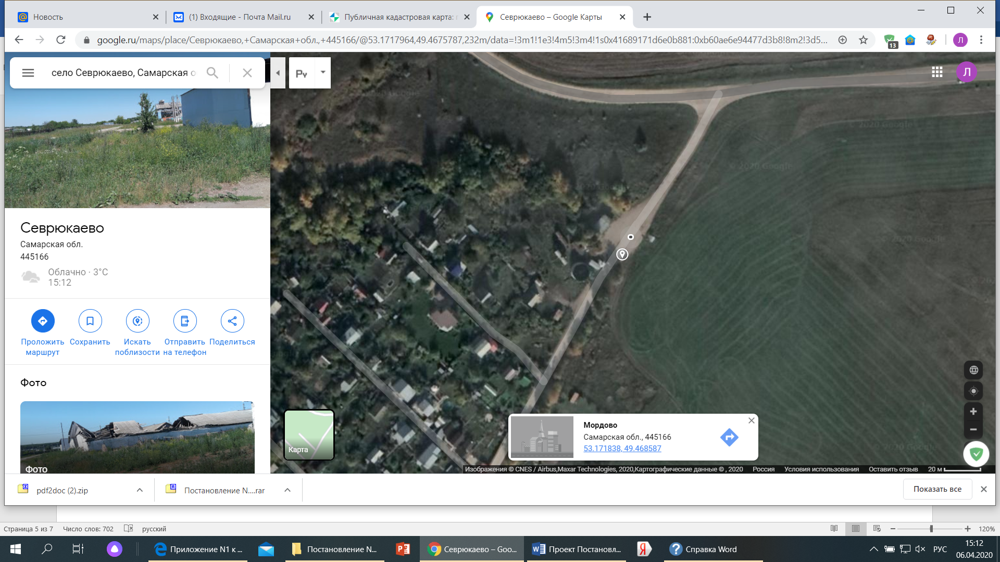 Новость
(1) Входящие - Почта Mail.ru
Публичная кадастровая карта:
Севрюкаево – Google Карты
google.ru/maps/place/Севрюкаево,+Самарская+обл.,+445166/@53.1717964,49.4675787,232m/data=!3m1!1e3!4m5!3m4!1s0x41689171d6e0b881:0xb60ae6e94477d3b8!8m2!3d5...
13
Л
село Севрюкаево, Самарская о
Ру
Л
Севрюкаево
Самарская обл.
445166
Облачно · 3°C
15:12
Проложить маршрут
Сохранить
Искать поблизости
Отправить на телефон
Поделиться
Фото
Фото
Карта
Мордово
Самарская обл., 445166
53.171838, 49.468587
© 2020 Google
Изображения © CNES / Airbus,Maxar Technologies, 2020,Картографические данные © , 2020
Россия
Условия использования
Оставить отзыв
20 м
pdf2doc (2).zip
Постановление N....rar
Показать все
Страница 5 из 7
Число слов: 702
русский
120%
Приложение N1 к ...
Постановление N...
Севрюкаево – Goo...
Проект Постановл...
Справка Word
РУС
15:12
06.04.2020